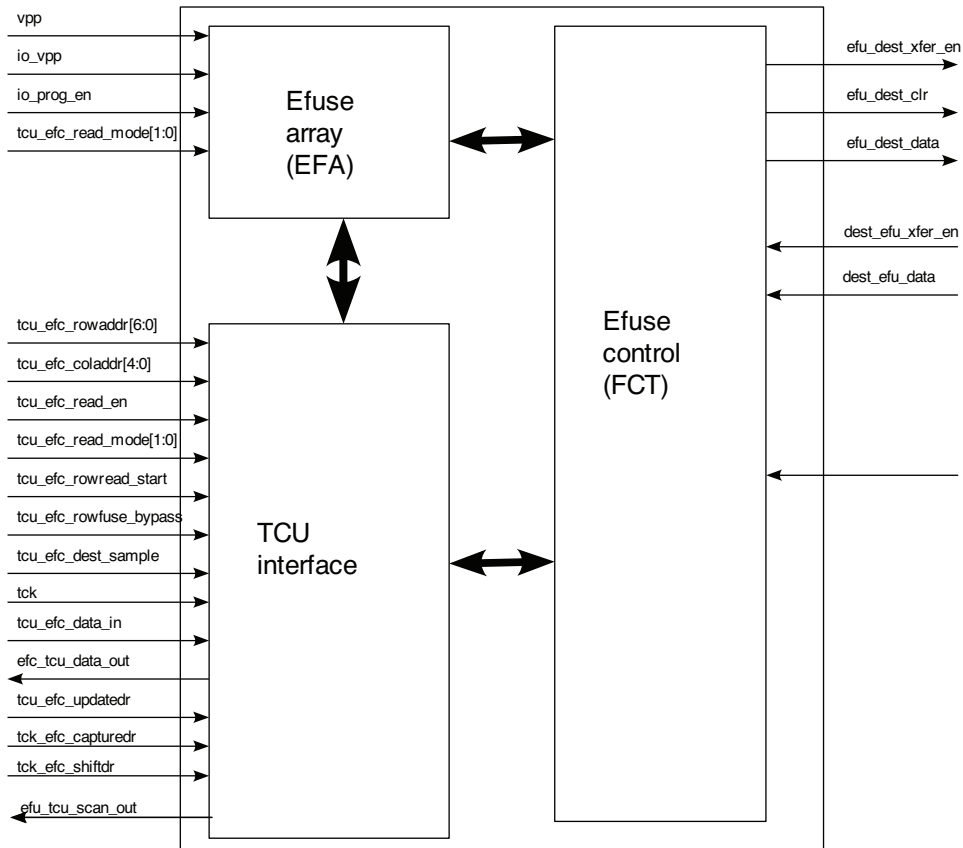 vpp
io_vpp
io_prog_en
tcu_efc_read_mode[1:0]
Efuse
array
(EFA)
efu_dest_xfer_en
efu_dest_clr
efu_dest_data
dest_efu_xfer_en
dest_efu_data
Efuse
control
(FCT)
tcu_efc_rowaddr[6:0]
tcu_efc_coladdr[4:0]
tcu_efc_read_en
tcu_efc_read_mode[1:0]
tcu_efc_rowread_start
tcu_efc_rowfuse_bypass
tcu_efc_dest_sample
tck
tcu_efc_data_in
efc_tcu_data_out
tcu_efc_updatedr
tck_efc_capturedr
tck_efc_shiftdr
efu_tcu_scan_out
TCU
interface